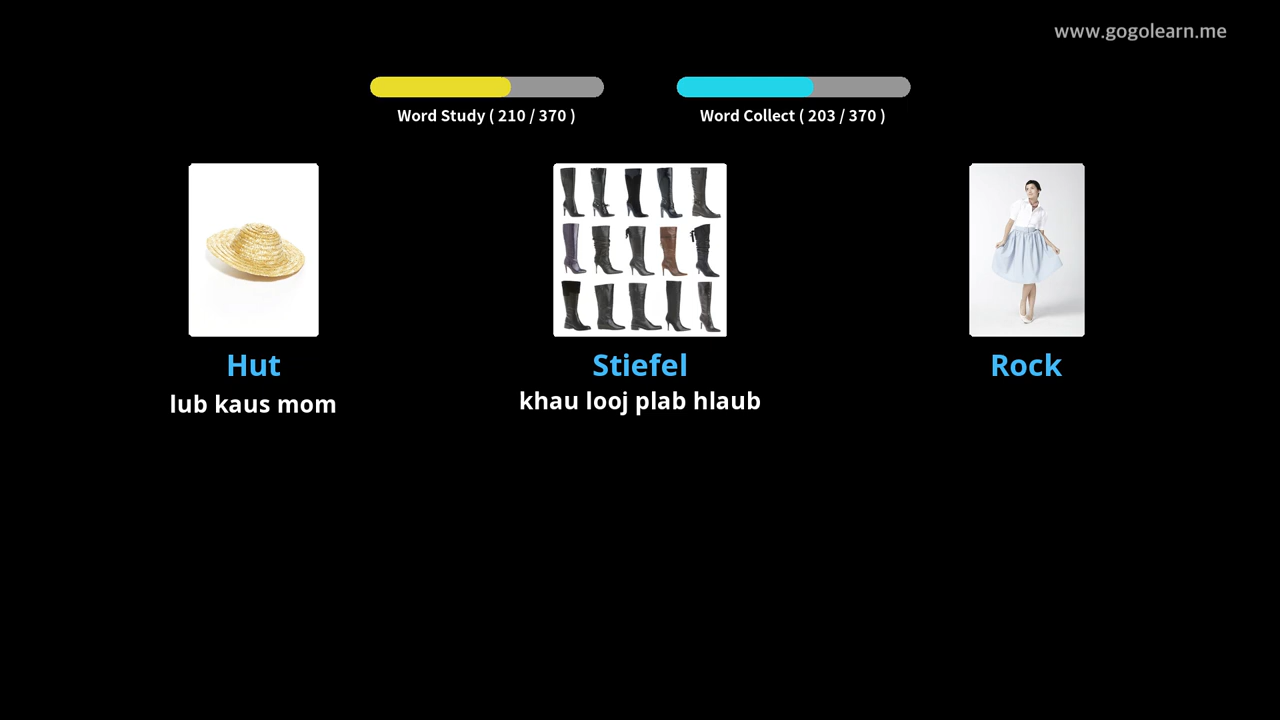 www.gogolearn.me
Word Study ( 210 / 370 )
Word Collect ( 203 / 370 )
Hut
lub kaus mom
Stiefel
khau looj plab hlaub
Rock